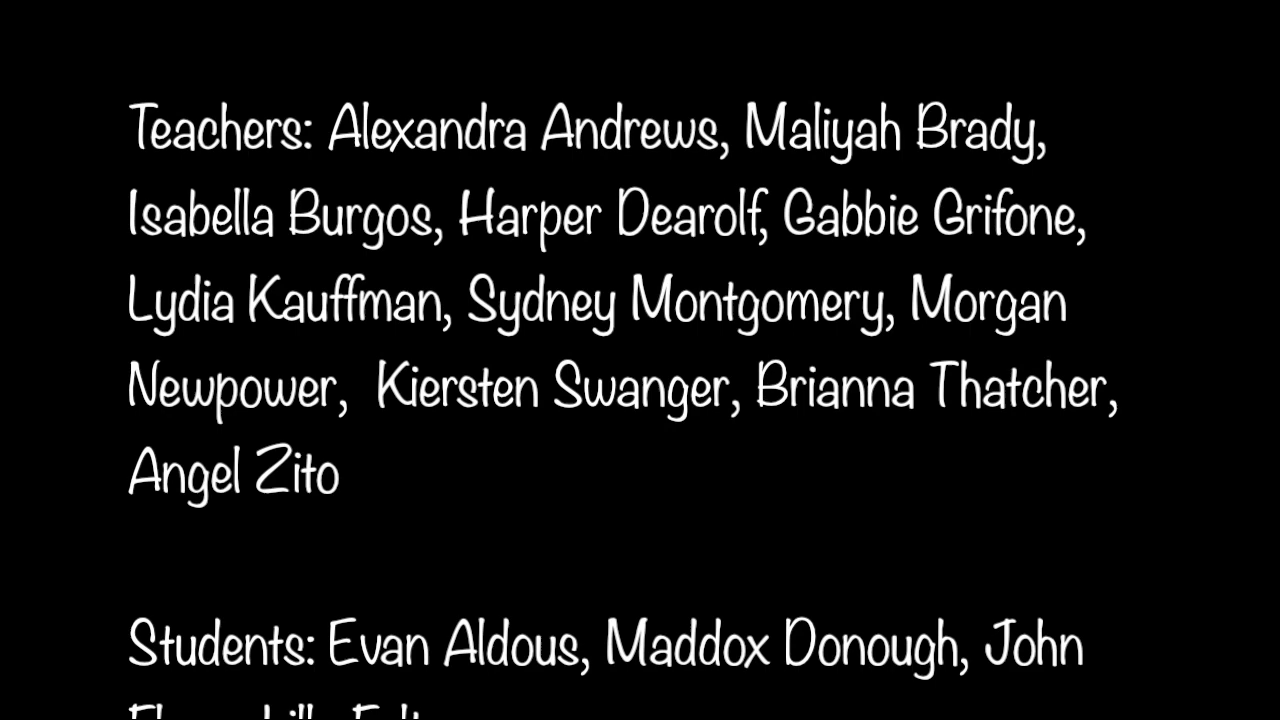 Teachers: Alexandra Andrews, Maliyah Brady,
Isabella Burgos, Harper Dearolf, Gabbie Grifone,
Lydia Kauffman, Sydney Montgomery, Morgan
Newpower,  Kiersten Swanger, Brianna Thatcher,
Angel Zito
Students: Evan Aldous, Maddox Donough, John